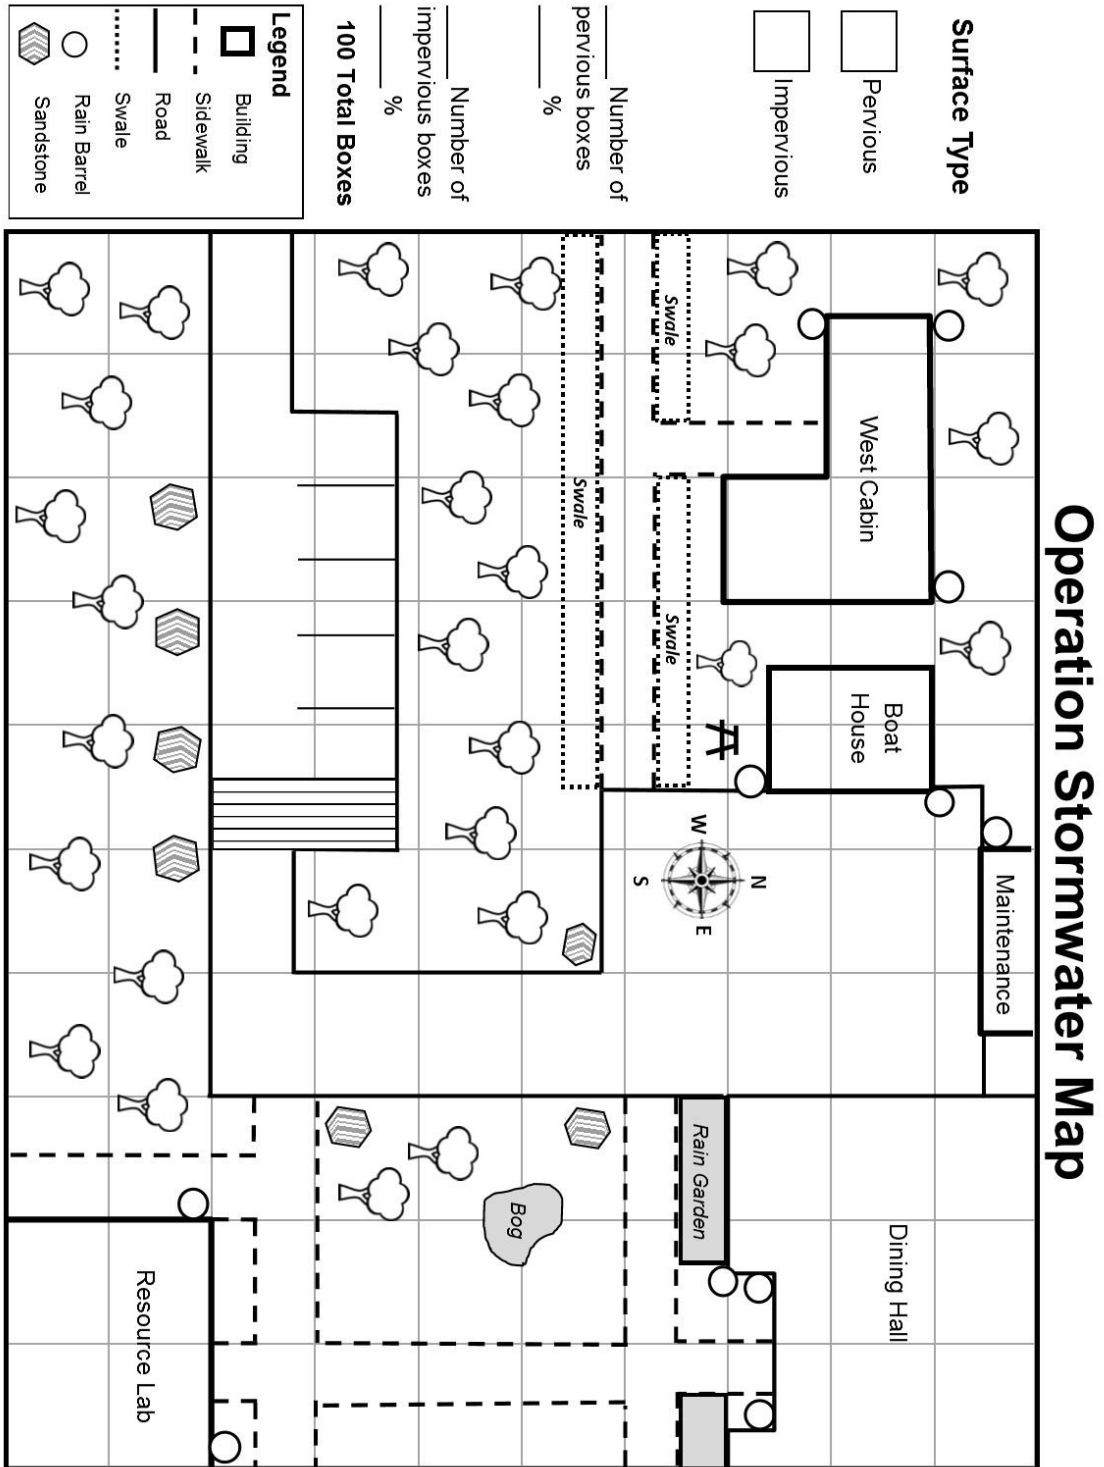 Operation Stormwater Map
Surface Type
Pervious
Impervious
Number of
pervious boxes
%
Number of
impervious boxes
%
100 Total Boxes
Legend
Building
Sidewalk
Road
Swale
Rain Barrel
Sandstone
West Cabin
Boat
House
Maintenance
Dining Hall
Swale
Swale
Swale
N
W
E
S
Rain Garden
Bog
Resource Lab